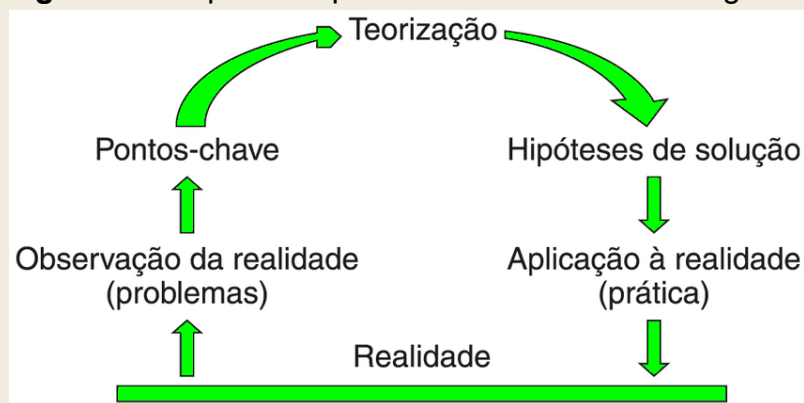 Teorização
Pontos-chave
Hipóteses de solução
Observação da realidade
(problemas)
Aplicação à realidade
(prática)
Realidade